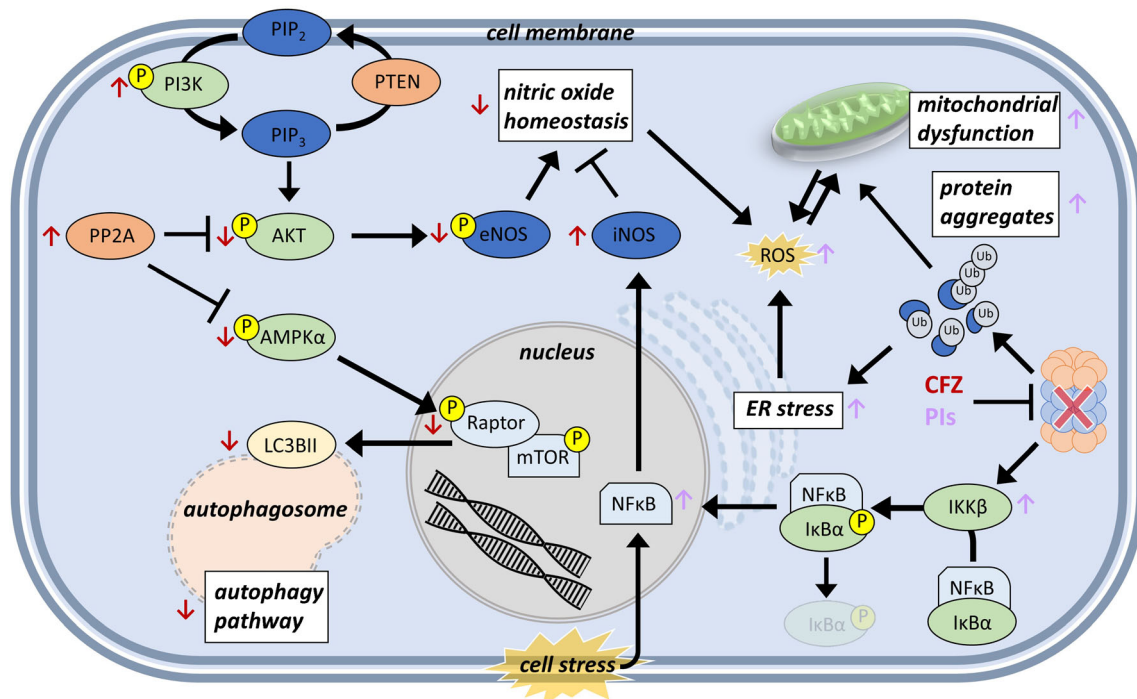 cell membrane
PIP2
P
PI3K
PTEN
PIP3
nitric oxide
homeostasis
mitochondrial
dysfunction
protein
aggregates
PP2A
P
AKT
P
eNOS
iNOS
ROS
Ub
Ub
Ub
Ub
Ub
Ub
P
AMPKα
nucleus
CFZ
PIs
ER stress
P
Raptor
P
mTOR
LC3BII
autophagosome
autophagy
pathway
NFκB
NFκB
IκBα
P
IKKβ
NFκB
IκBα
IκBα
P
cell stress